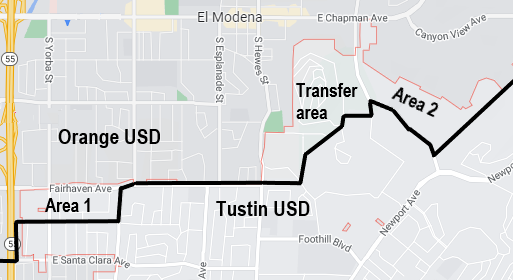 El Modena
E Chapman Ave
Canyon View Ave
55
S Yorba St
S Esplanade St
S Hewes St
Transfer
area
Area 2
Orange USD
Fairhaven Ave
Area 1
Tustin USD
Newport Ave
Newpo
Foothill Blvd
55
E Santa Clara Ave
Ave